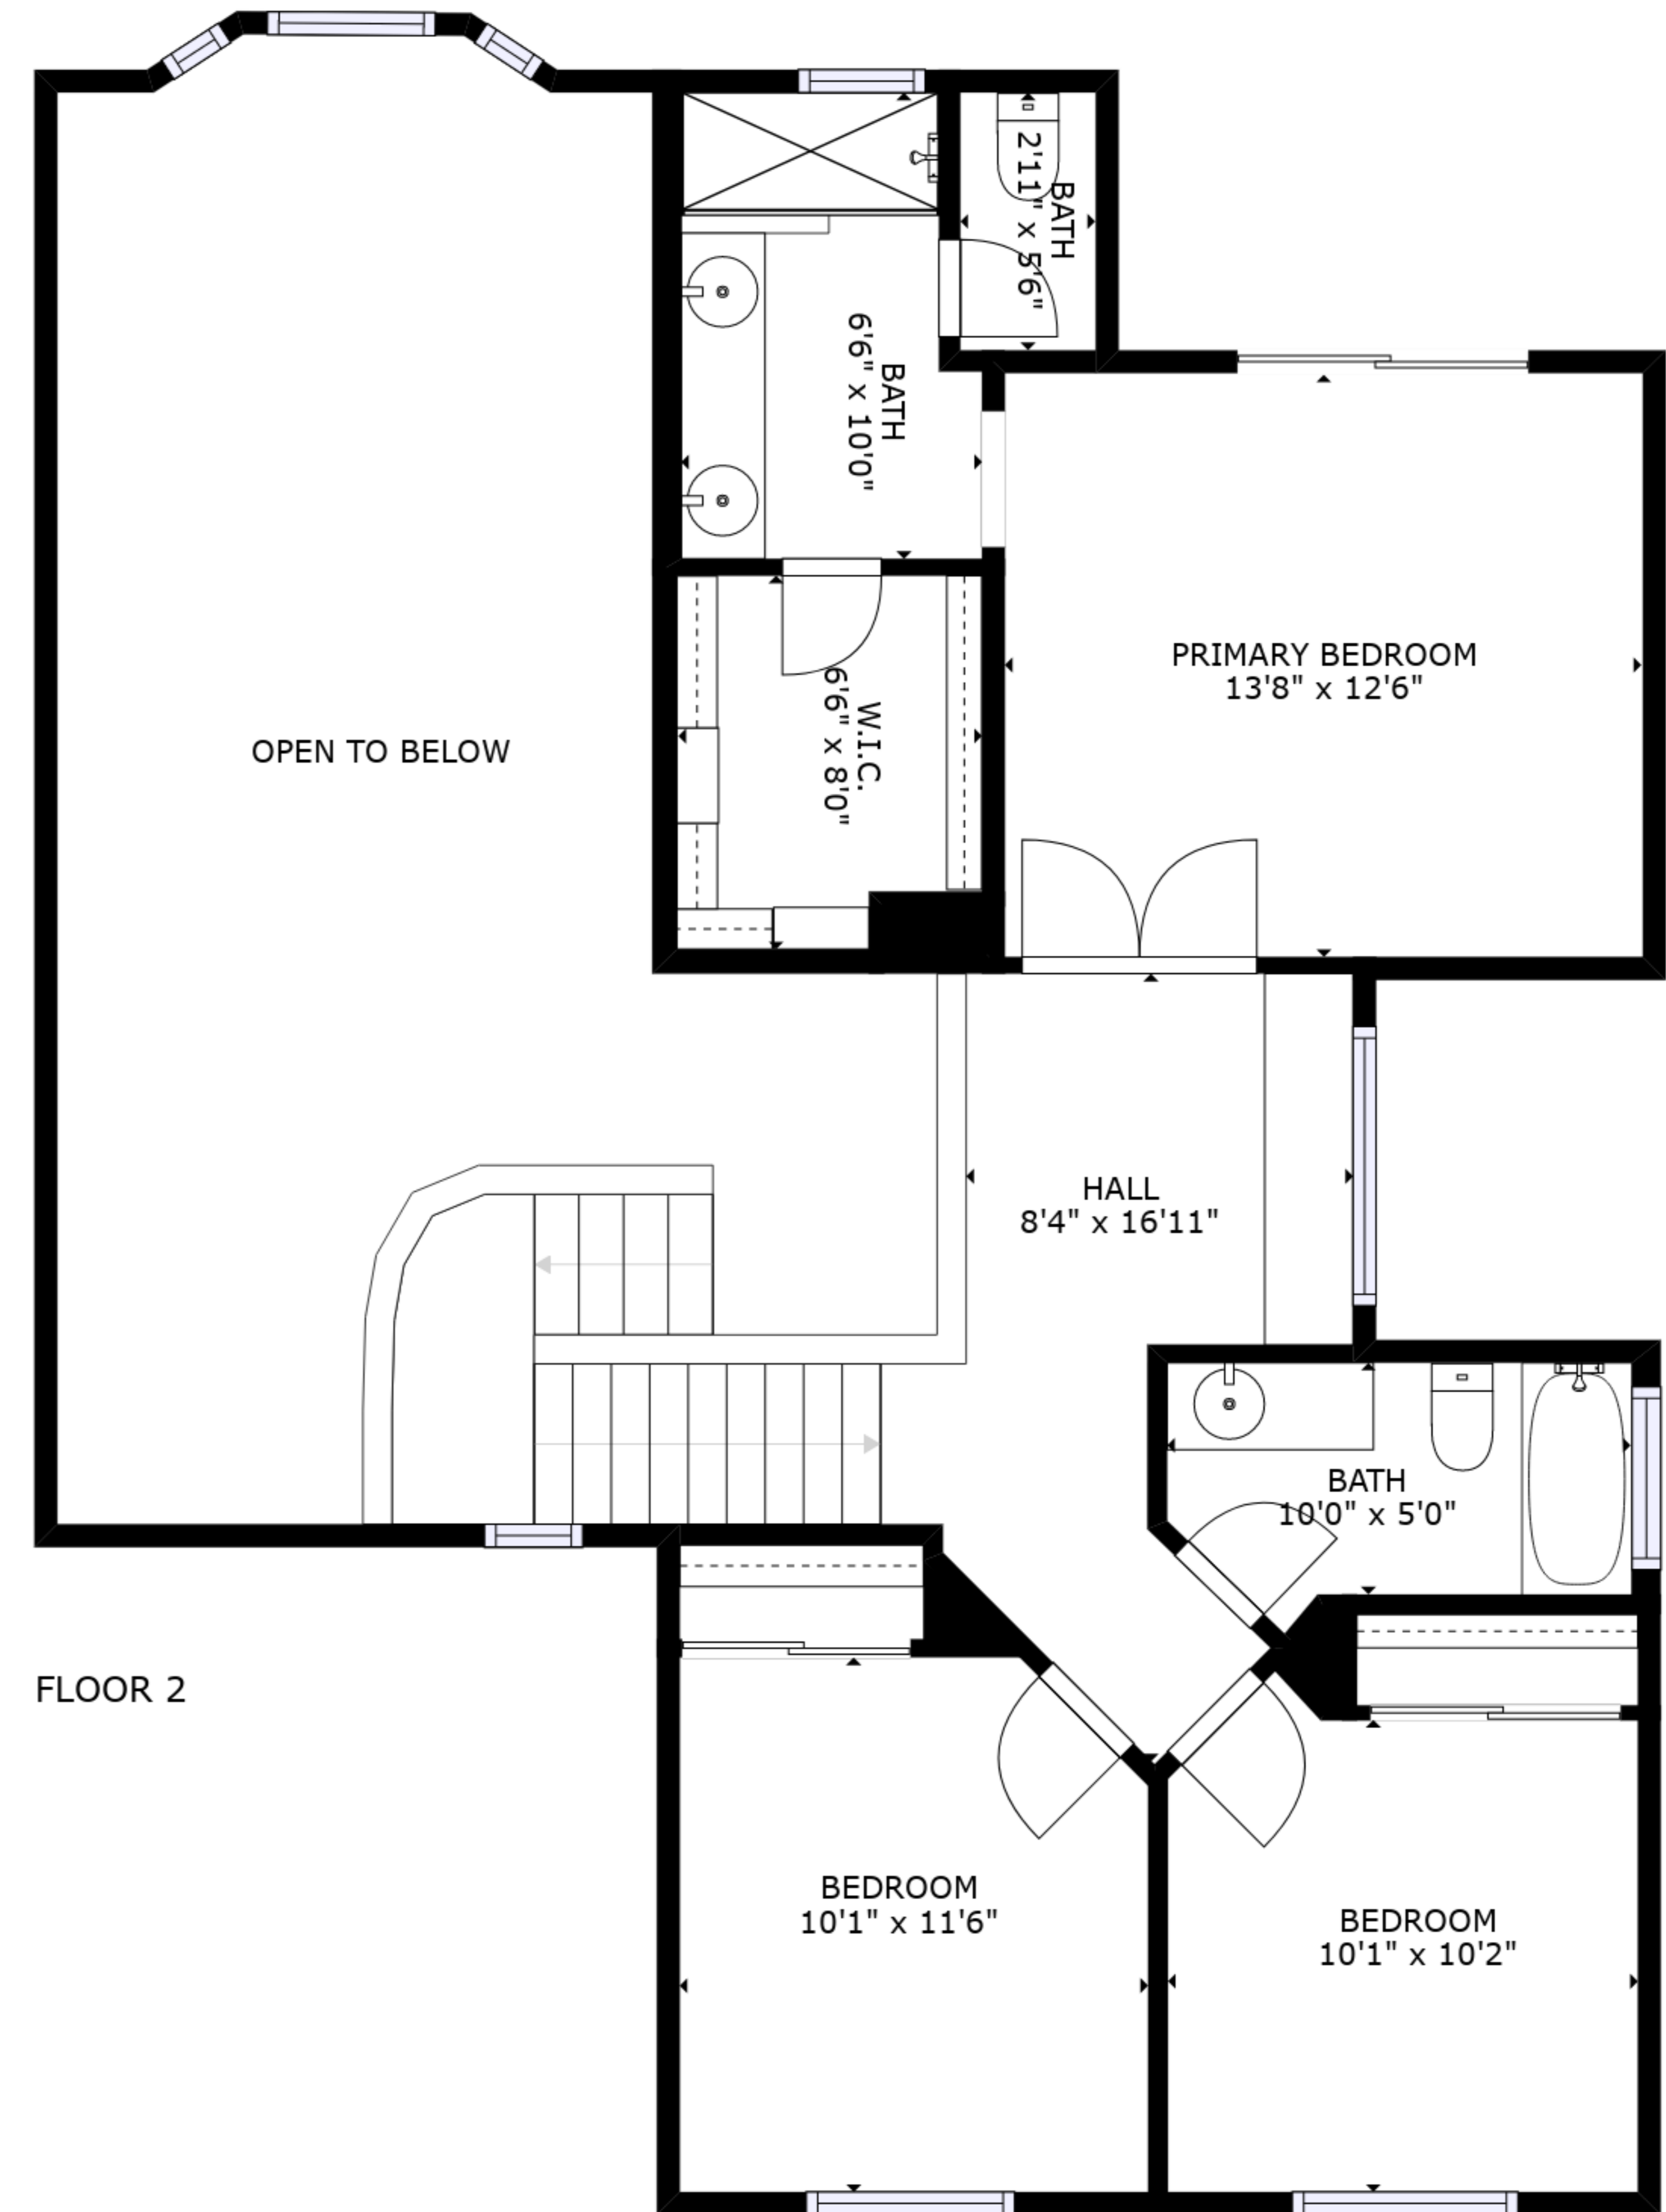 BATH
2'11" x 5'6"
BATH
6'6" x 10'0"
PRIMARY BEDROOM
13'8" x 12'6"
W.I.C.
6'6" x 8'0"
OPEN TO BELOW
HALL
8'4" x 16'11"
BATH
10'0" x 5'0"
FLOOR 2
BEDROOM
10'1" x 11'6"
BEDROOM
10'1" x 10'2"